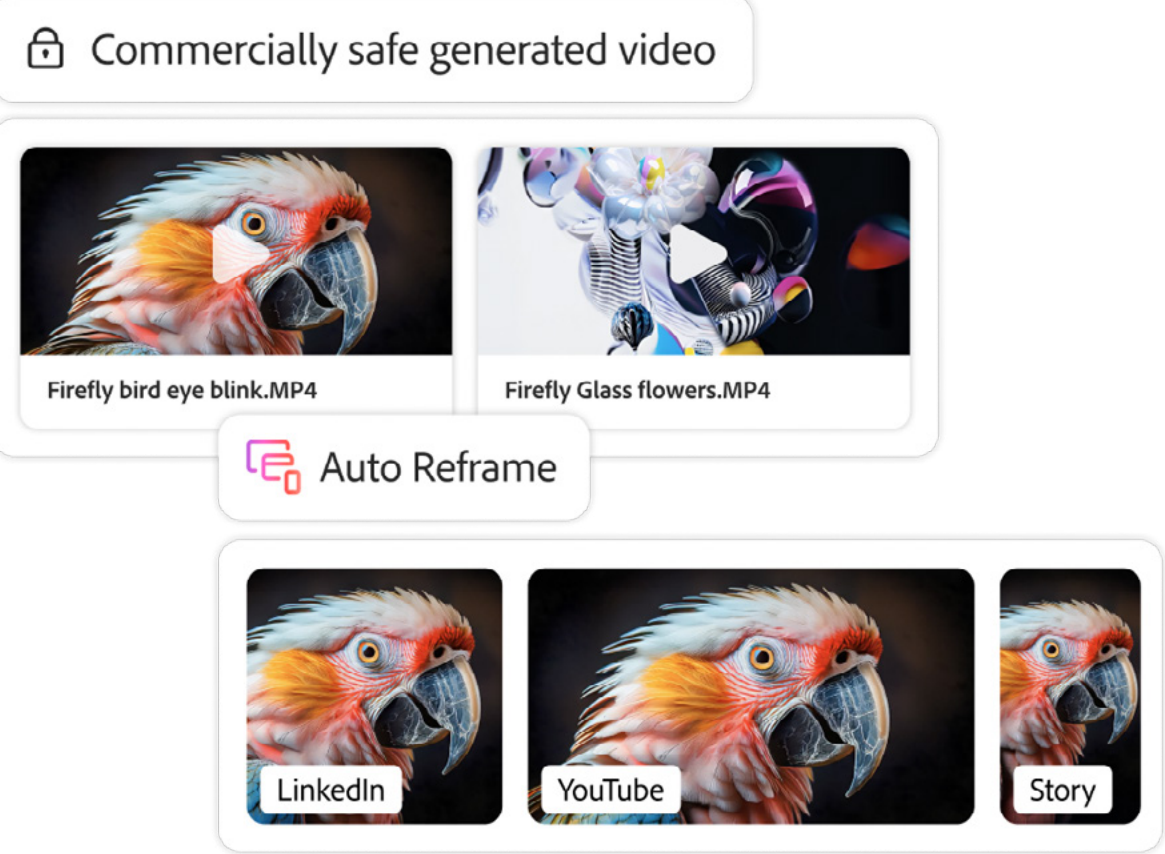 Commercially safe generated video
Firefly bird eye blink.MP4
Firefly Glass flowers.MP4
Auto Reframe
LinkedIn
YouTube
Story